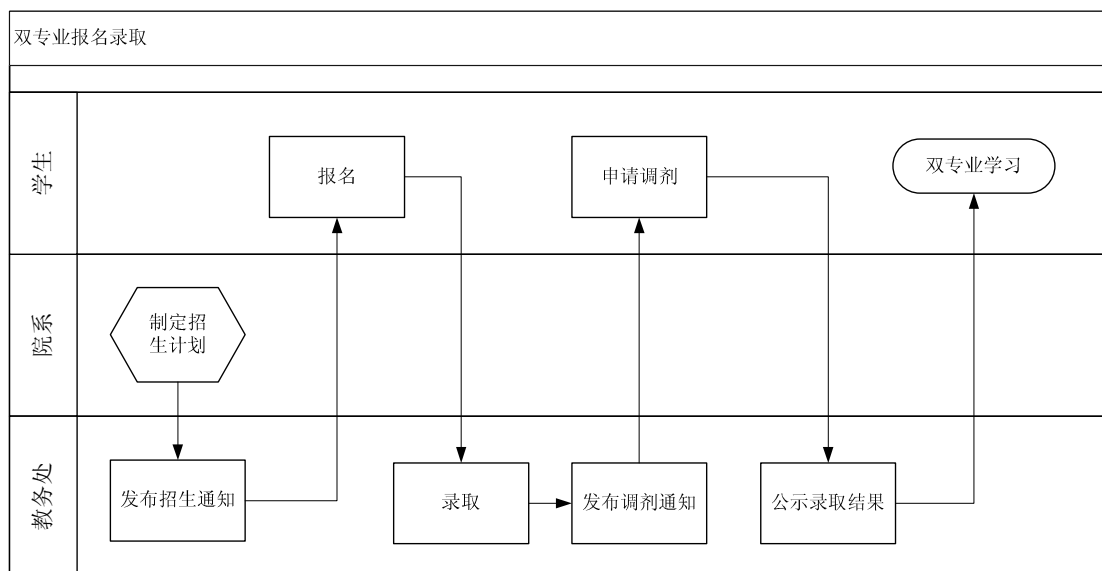 双专业报名录取
学生
报名
申请调剂
双专业学习
院系
制定招
生计划
教务处
发布招生通知
录取
发布调剂通知
公示录取结果